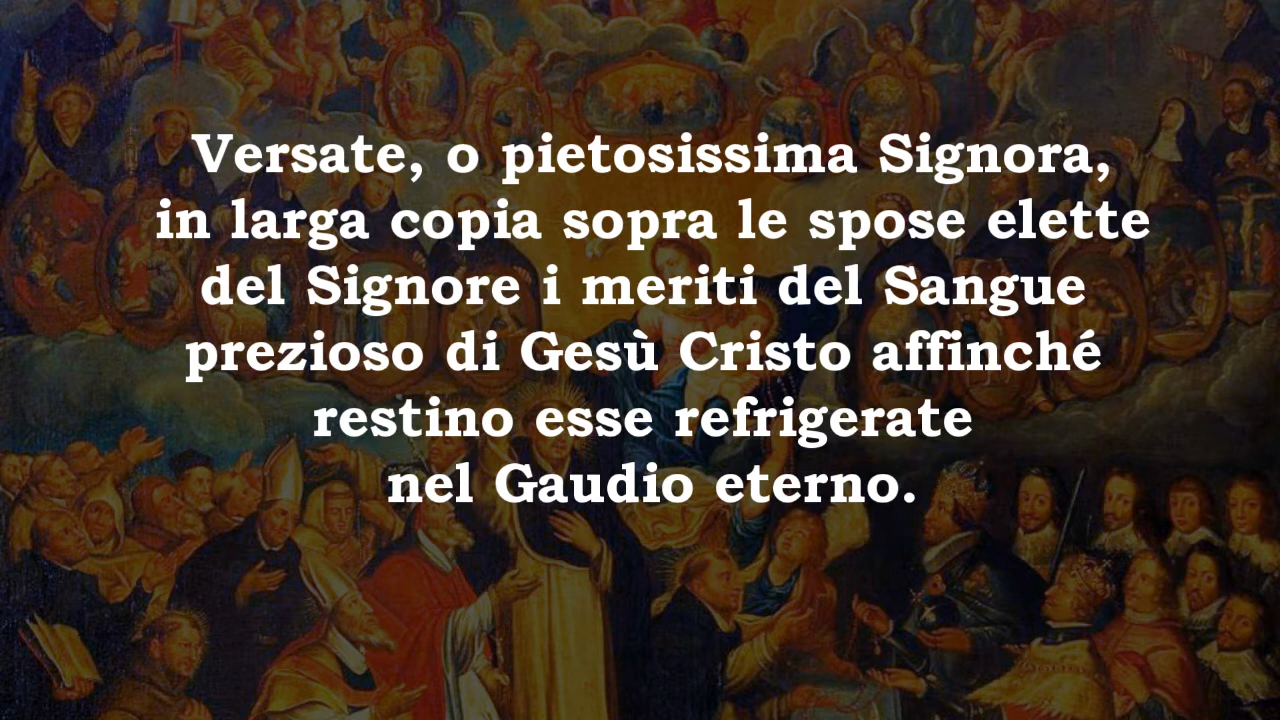 Versate, o pietosissima Signora,
in larga copia sopra le spose elette
del Signore i meriti del Sangue
prezioso di Gesù Cristo affinché
restino esse refrigerate
nel Gaudio eterno.